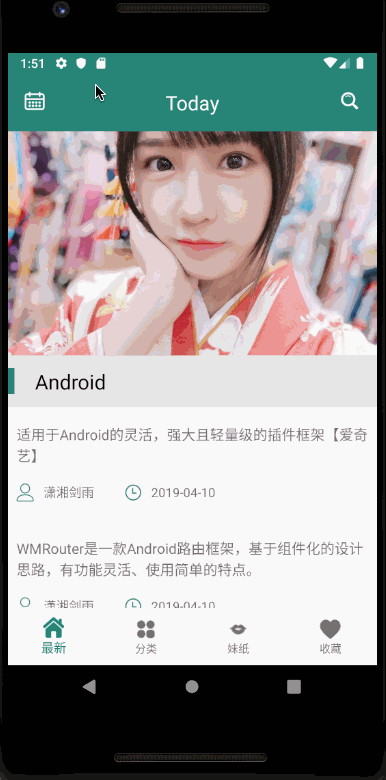 1:51
Today
Android
适用于Android的灵活，强大且轻量级的插件框架【爱奇
艺】
潇湘剑雨 2019-04-10
WMRouter是一款Android路由框架，基于组件化的设计
思路，有功能灵活、使用简单的特点。
潇湘剑雨 2019-04-10
最新 分类 妹纸 收藏